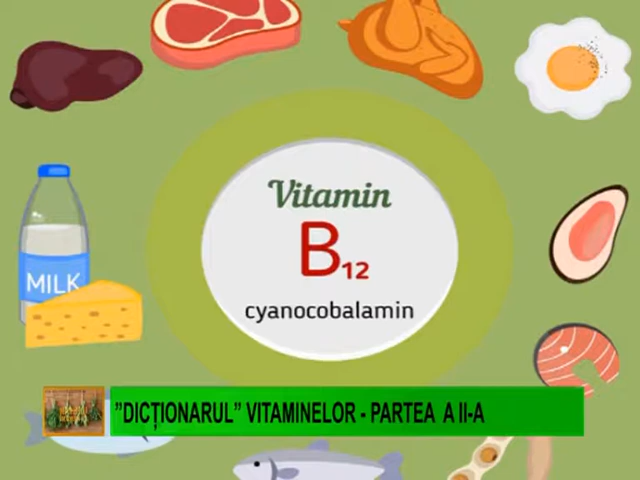 Vitamin
B12
cyanocobalamin
MILK
”DICȚIONARUL” VITAMINELOR - PARTEA A II-A